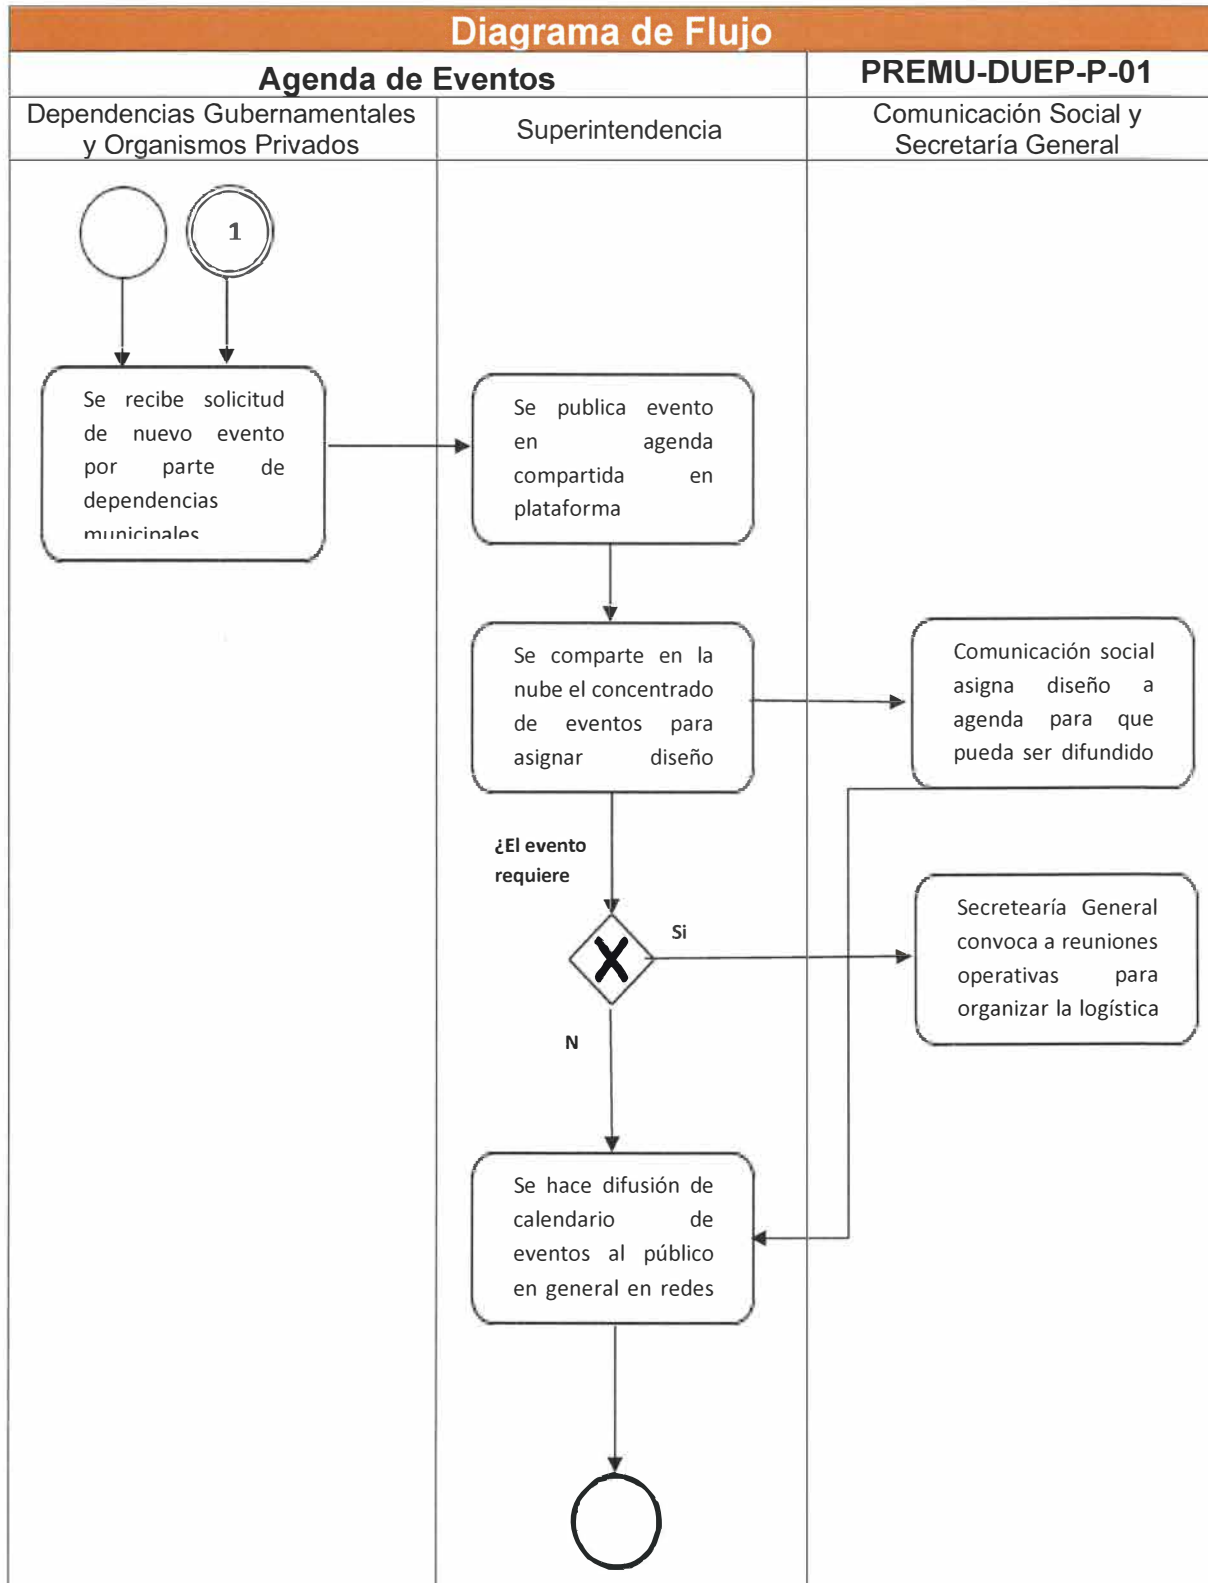 Diagrama de Flujo
Agenda de Eventos
PREMU-DUEP-P-01
Dependencias Gubernamentales
y Organismos Privados
Superintendencia
Comunicación Social y
Secretaría General
1
Se recibe solicitud
de nuevo evento
por parte de
dependencias
municipales
Se publica evento
en agenda
compartida en
plataforma
Se comparte en la
nube el concentrado
de eventos para
asignar diseño
Comunicación social
asigna diseño a
agenda para que
pueda ser difundido
¿El evento
requiere
Si
X
Secretearía General
convoca a reuniones
operativas para
organizar la logística
N
Se hace difusión de
calendario de
eventos al público
en general en redes